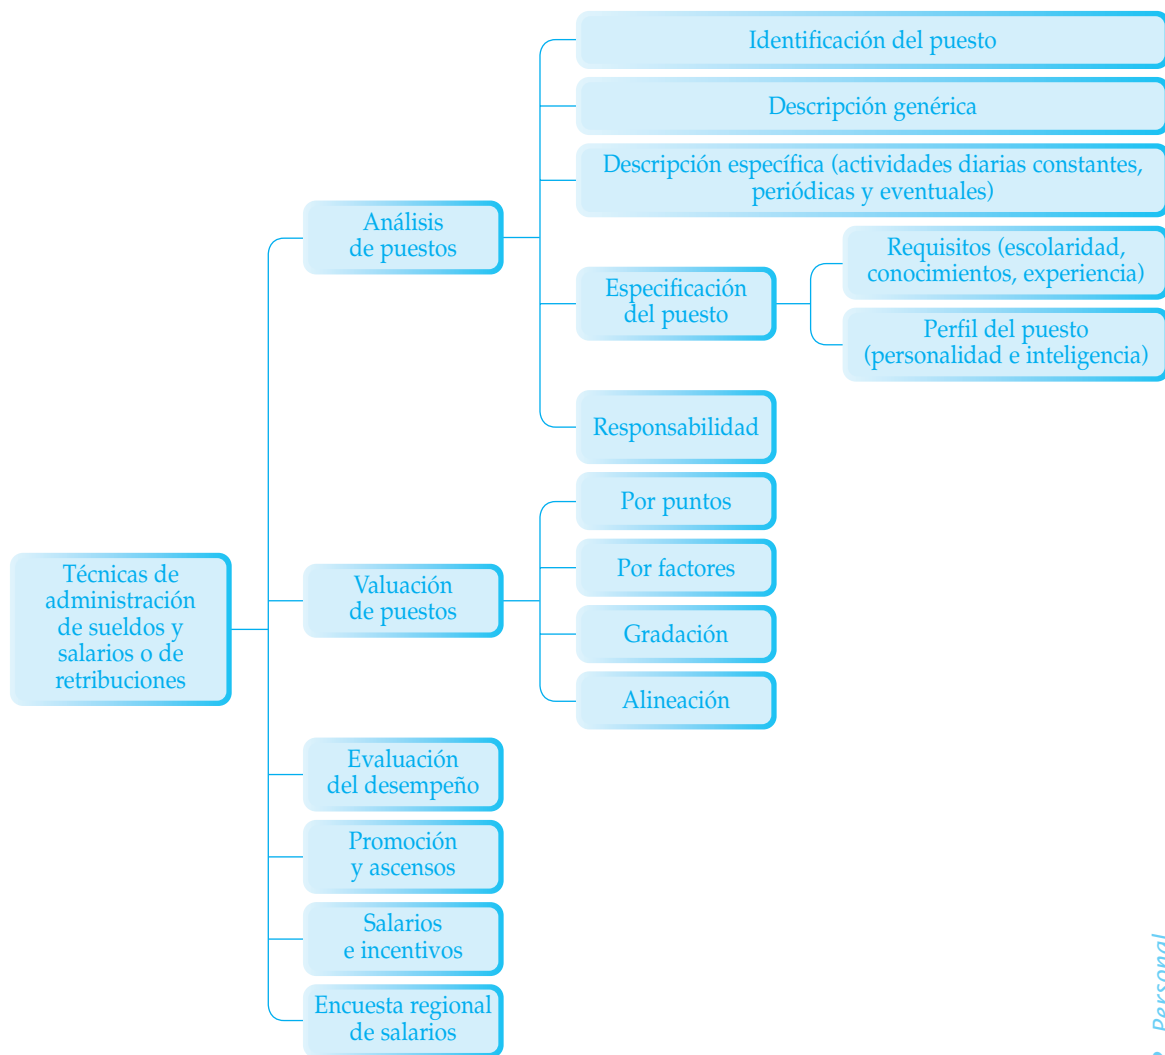 Identificación del puesto
Descripción genérica
Descripción específica (actividades diarias constantes,
periódicas y eventuales)
Análisis
de puestos
Requisitos (escolaridad,
conocimientos, experiencia)
Especificación
del puesto
Perfil del puesto
(personalidad e inteligencia)
Responsabilidad
Por puntos
Técnicas de
administración
de sueldos y
salarios o de
retribuciones
Valuación
de puestos
Por factores
Gradación
Alineación
Evaluación
del desempeño
Promoción
y ascensos
Salarios
e incentivos
Encuesta regional
de salarios
Personal